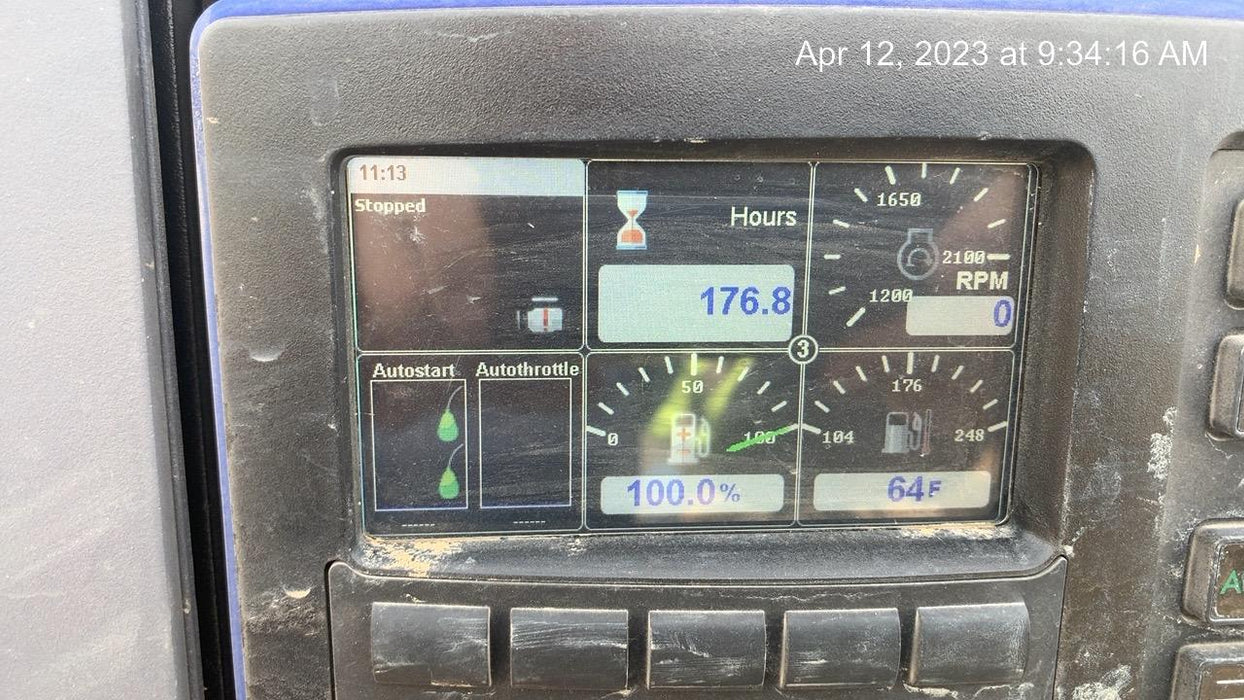 Apr 12, 2023 at 9:34:16 AM
11:13
Stopped
Hours
176.8
1650
2100
RPM
1200
0
3
Autostart
Autothrottle
------
------
50
0
100
100.0%
176
104
248
64F